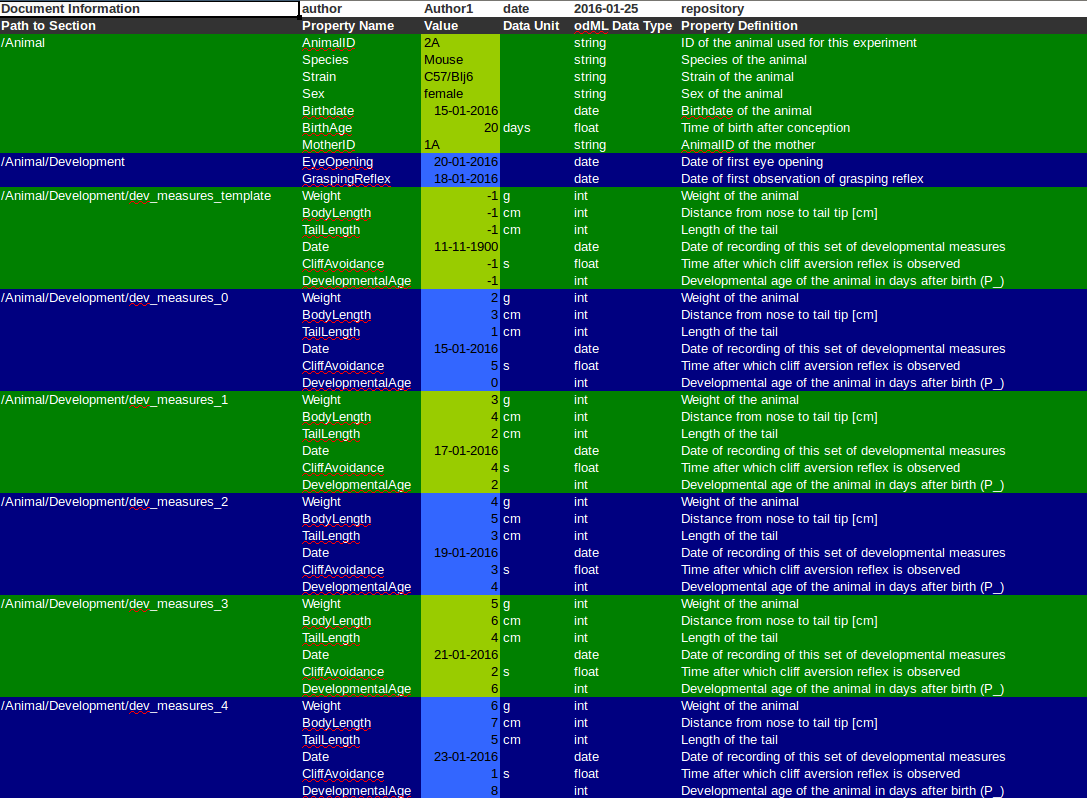 Document Information author Author1 date 2016-01-25 repository
Path to Section Property Name Value Data Unit odML Data Type Property Definition
/Animal AnimalID 2A string ID of the animal used for this experiment
Species Mouse string Species of the animal
Strain C57/Blj6 string Strain of the animal
Sex female string Sex of the animal
Birthdate 15-01-2016 date Birthdate of the animal
BirthAge 20 days float Time of birth after conception
MotherID 1A string AnimalID of the mother
/Animal/Development EyeOpening 20-01-2016 date Date of first eye opening
GraspingReflex 18-01-2016 date Date of first observation of grasping reflex
/Animal/Development/dev_measures_template Weight -1 g int Weight of the animal
BodyLength -1 cm int Distance from nose to tail tip [cm]
TailLength -1 cm int Length of the tail
Date 11-11-1900 date Date of recording of this set of developmental measures
CliffAvoidance -1 s float Time after which cliff aversion reflex is observed
DevelopmentalAge -1 int Developmental age of the animal in days after birth (P_)
/Animal/Development/dev_measures_0 Weight 2 g int Weight of the animal
BodyLength 3 cm int Distance from nose to tail tip [cm]
TailLength 1 cm int Length of the tail
Date 15-01-2016 date Date of recording of this set of developmental measures
CliffAvoidance 5 s float Time after which cliff aversion reflex is observed
DevelopmentalAge 0 int Developmental age of the animal in days after birth (P_)
/Animal/Development/dev_measures_1 Weight 3 g int Weight of the animal
BodyLength 4 cm int Distance from nose to tail tip [cm]
TailLength 2 cm int Length of the tail
Date 17-01-2016 date Date of recording of this set of developmental measures
CliffAvoidance 4 s float Time after which cliff aversion reflex is observed
DevelopmentalAge 2 int Developmental age of the animal in days after birth (P_)
/Animal/Development/dev_measures_2 Weight 4 g int Weight of the animal
BodyLength 5 cm int Distance from nose to tail tip [cm]
TailLength 3 cm int Length of the tail
Date 19-01-2016 date Date of recording of this set of developmental measures
CliffAvoidance 3 s float Time after which cliff aversion reflex is observed
DevelopmentalAge 4 int Developmental age of the animal in days after birth (P_)
/Animal/Development/dev_measures_3 Weight 5 g int Weight of the animal
BodyLength 6 cm int Distance from nose to tail tip [cm]
TailLength 4 cm int Length of the tail
Date 21-01-2016 date Date of recording of this set of developmental measures
CliffAvoidance 2 s float Time after which cliff aversion reflex is observed
DevelopmentalAge 6 int Developmental age of the animal in days after birth (P_)
/Animal/Development/dev_measures_4 Weight 6 g int Weight of the animal
BodyLength 7 cm int Distance from nose to tail tip [cm]
TailLength 5 cm int Length of the tail
Date 23-01-2016 date Date of recording of this set of developmental measures
CliffAvoidance 1 s float Time after which cliff aversion reflex is observed
DevelopmentalAge 8 int Developmental age of the animal in days after birth (P_)